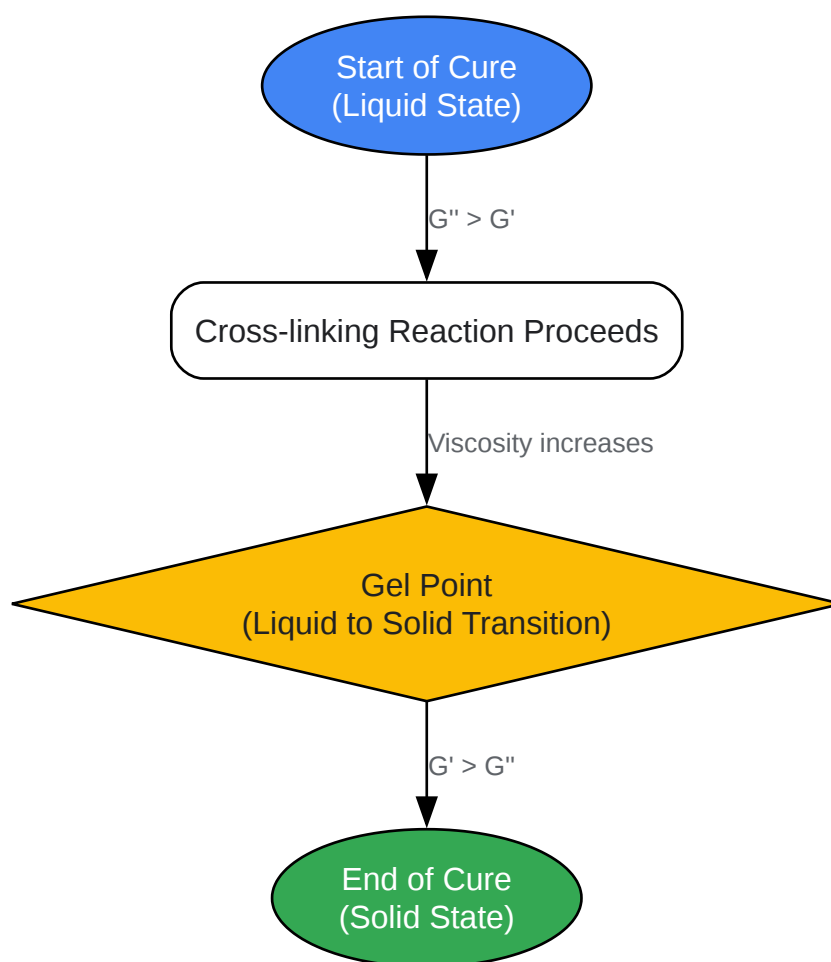 Start of Cure
(Liquid State)
G'' > G'
Cross-linking Reaction Proceeds
Viscosity increases
Gel Point
(Liquid to Solid Transition)
G' > G''
End of Cure
(Solid State)